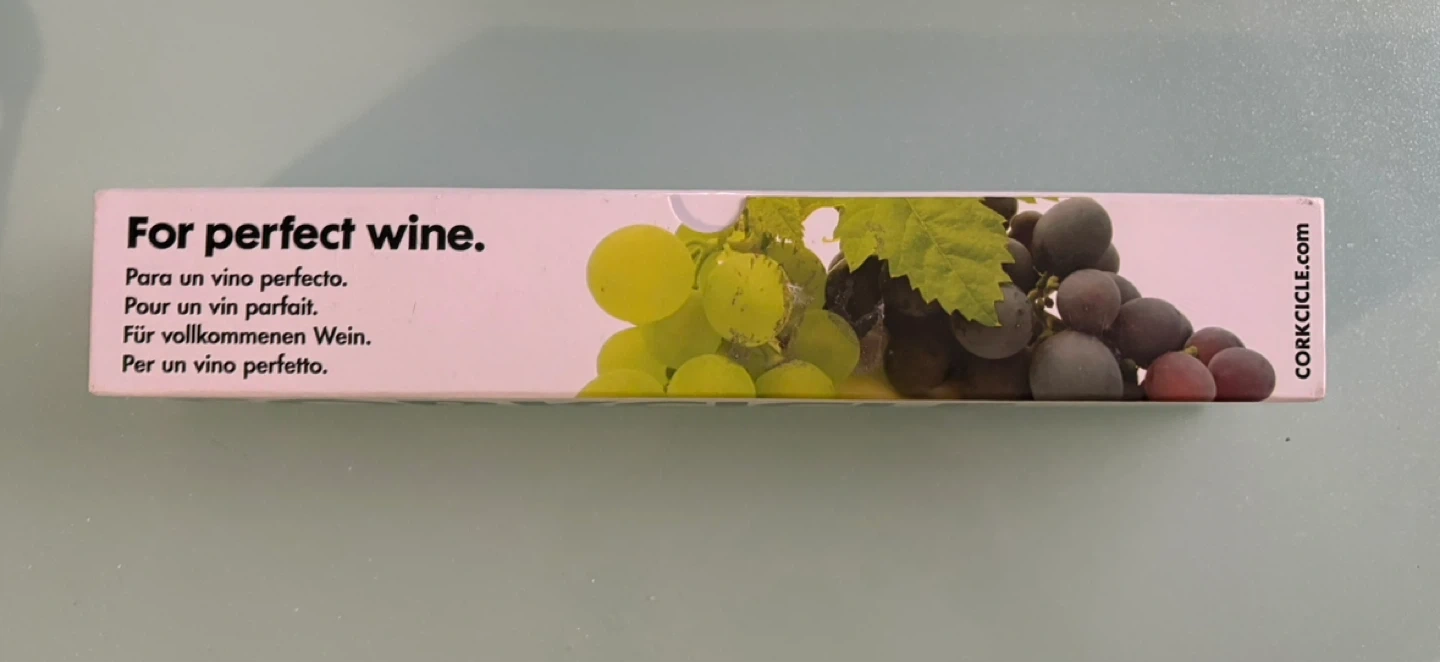 For perfect wine.
Para un vino perfecto.
Pour un vin parfait.
Für vollkommenen Wein.
Per un vino perfetto.
CORKCICLE.com